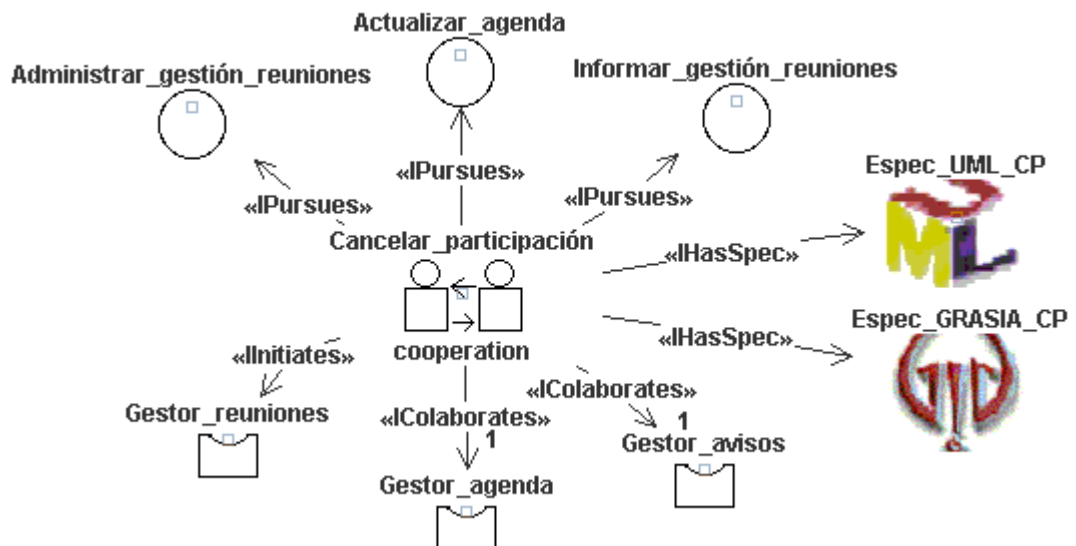 Actualizar_agenda
Administrar_gestión_reuniones
Informar_gestión_reuniones
«IPursues»
«IPursues»
«IPursues»
Espec_UML_CP
ML
Cancelar_participación
«IHasSpec»
Espec_GRASIA_CP
«IHasSpec»
cooperation
«IInitiates»
«IColaborates»
1
Gestor_reuniones
«IColaborates»
1
Gestor_avisos
Gestor_agenda